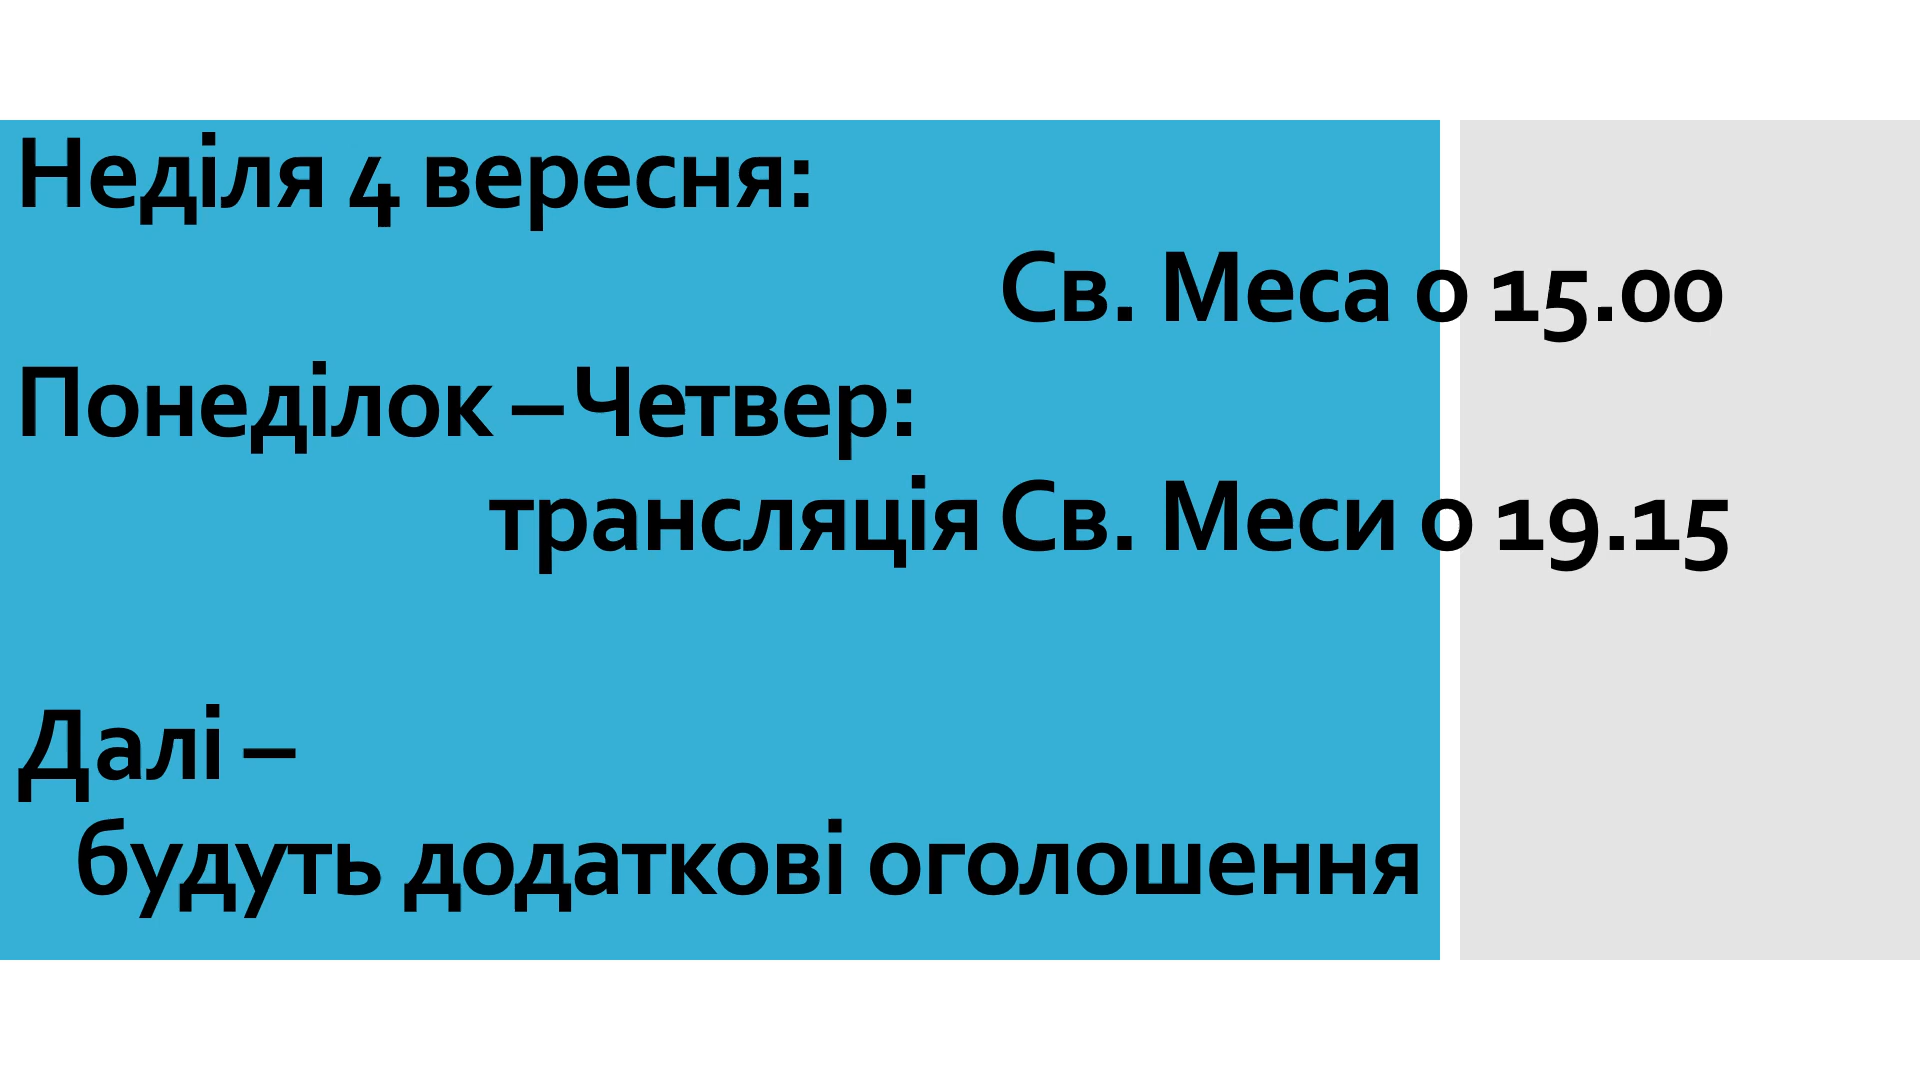 Неділя 4 вересня:
Св. Меса о 15.00
Понеділок – Четвер:
трансляція Св. Меси о 19.15
Далі –
будуть додаткові оголошення